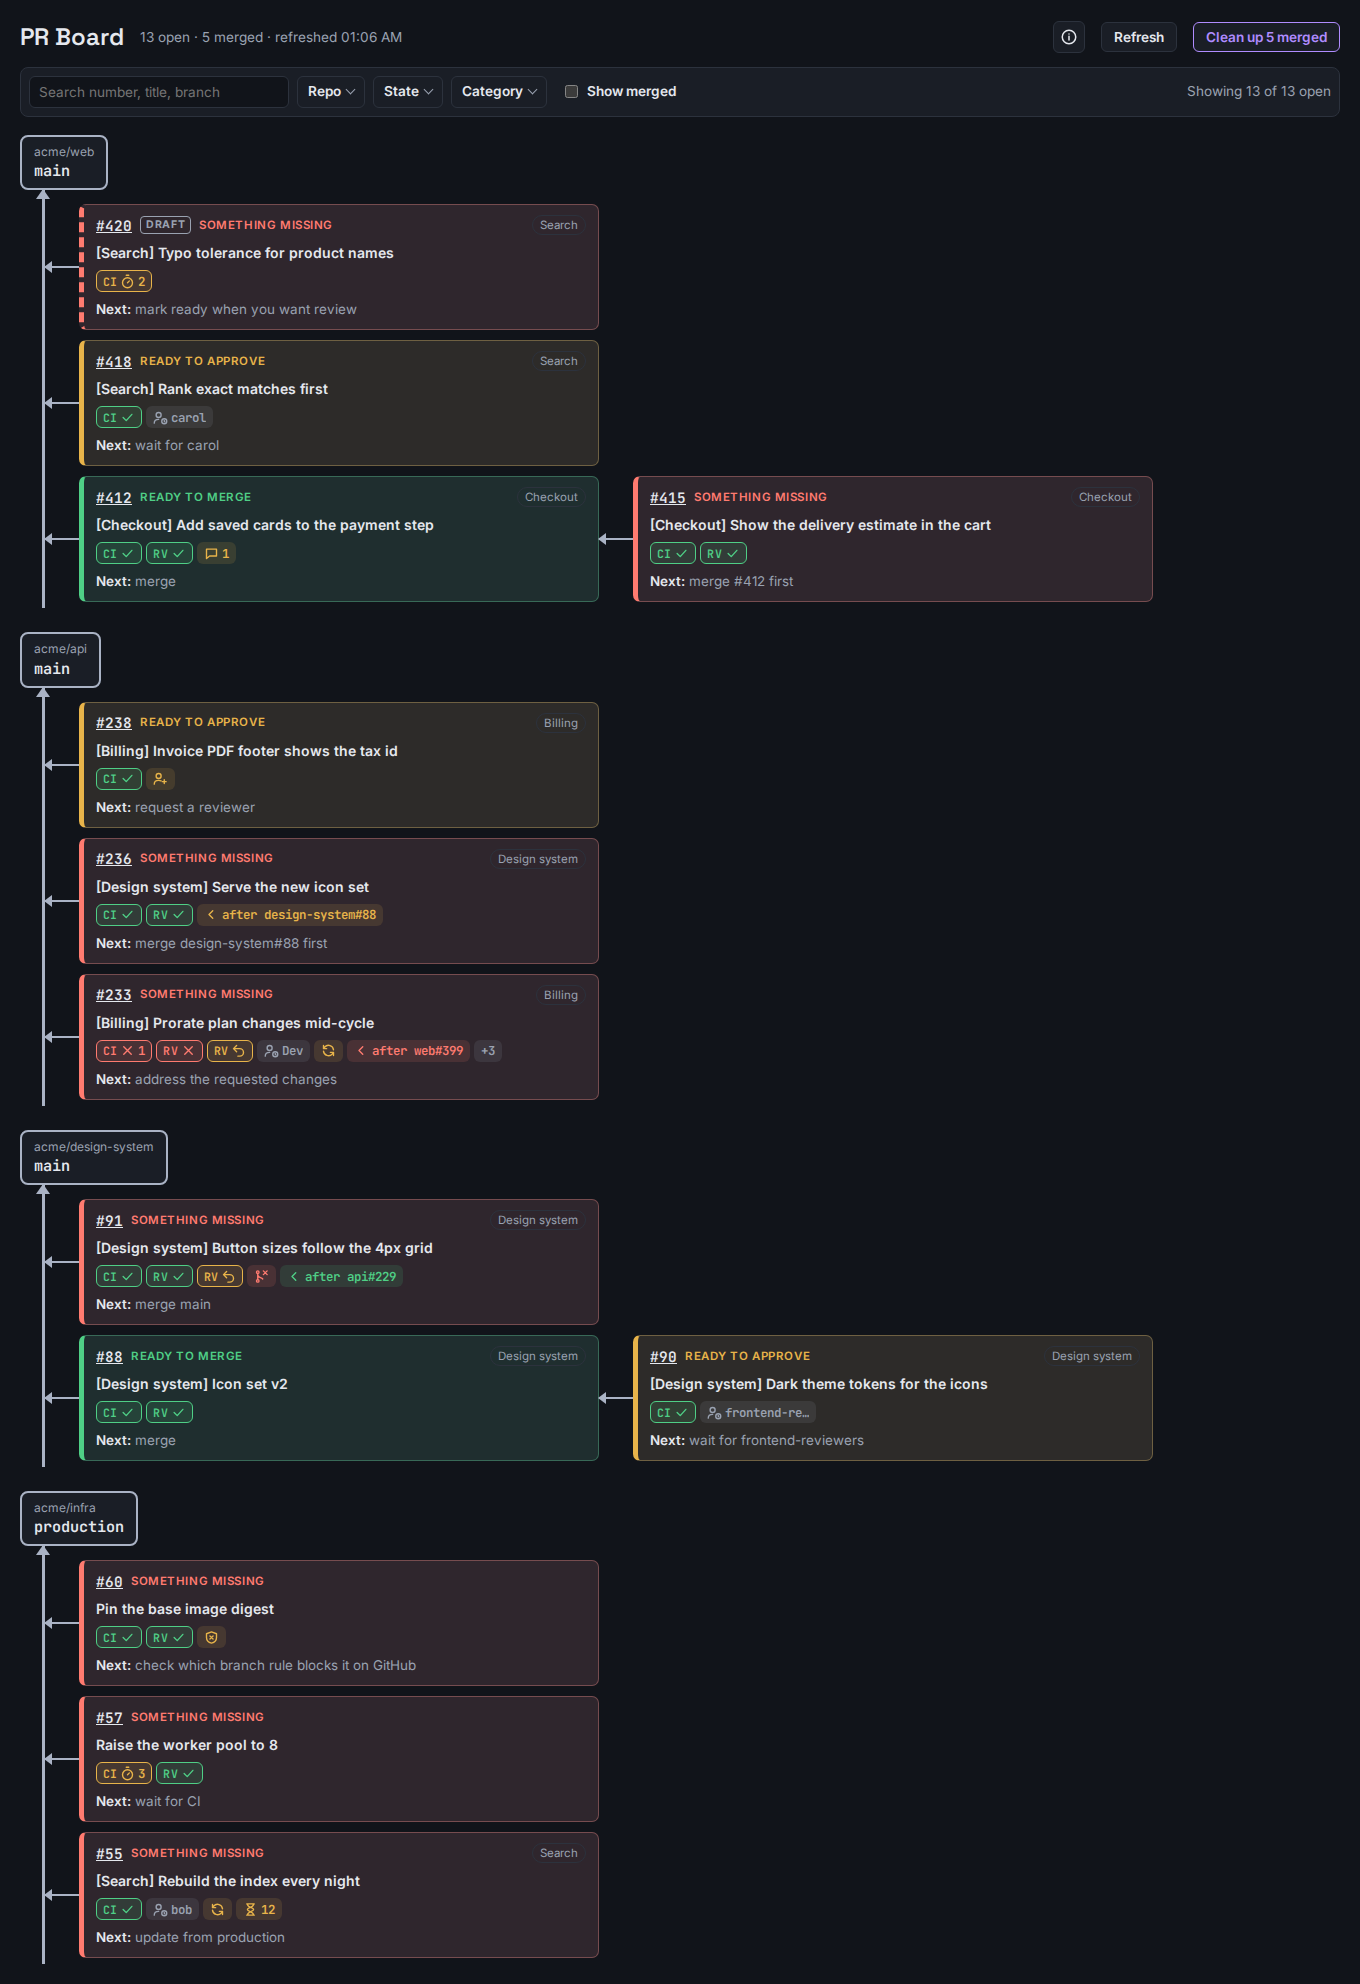 PR Board 13 open · 5 merged · refreshed 01:06 AM Refresh Clean up 5 merged
Search number, title, branch Repo State Category Show merged Showing 13 of 13 open
acme/web
main
#420 DRAFT SOMETHING MISSING Search
[Search] Typo tolerance for product names
CI 2
Next: mark ready when you want review
#418 READY TO APPROVE Search
[Search] Rank exact matches first
CI carol
Next: wait for carol
#412 READY TO MERGE Checkout
[Checkout] Add saved cards to the payment step
CI RV 1
Next: merge
#415 SOMETHING MISSING Checkout
[Checkout] Show the delivery estimate in the cart
CI RV
Next: merge #412 first
acme/api
main
#238 READY TO APPROVE Billing
[Billing] Invoice PDF footer shows the tax id
CI
Next: request a reviewer
#236 SOMETHING MISSING Design system
[Design system] Serve the new icon set
CI RV after design-system#88
Next: merge design-system#88 first
#233 SOMETHING MISSING Billing
[Billing] Prorate plan changes mid-cycle
CI 1 RV RV Dev after web#399 +3
Next: address the requested changes
acme/design-system
main
#91 SOMETHING MISSING Design system
[Design system] Button sizes follow the 4px grid
CI RV RV after api#229
Next: merge main
#88 READY TO MERGE Design system
[Design system] Icon set v2
CI RV
Next: merge
#90 READY TO APPROVE Design system
[Design system] Dark theme tokens for the icons
CI frontend-re…
Next: wait for frontend-reviewers
acme/infra
production
#60 SOMETHING MISSING
Pin the base image digest
CI RV
Next: check which branch rule blocks it on GitHub
#57 SOMETHING MISSING
Raise the worker pool to 8
CI 3 RV
Next: wait for CI
#55 SOMETHING MISSING Search
[Search] Rebuild the index every night
CI bob 12
Next: update from production